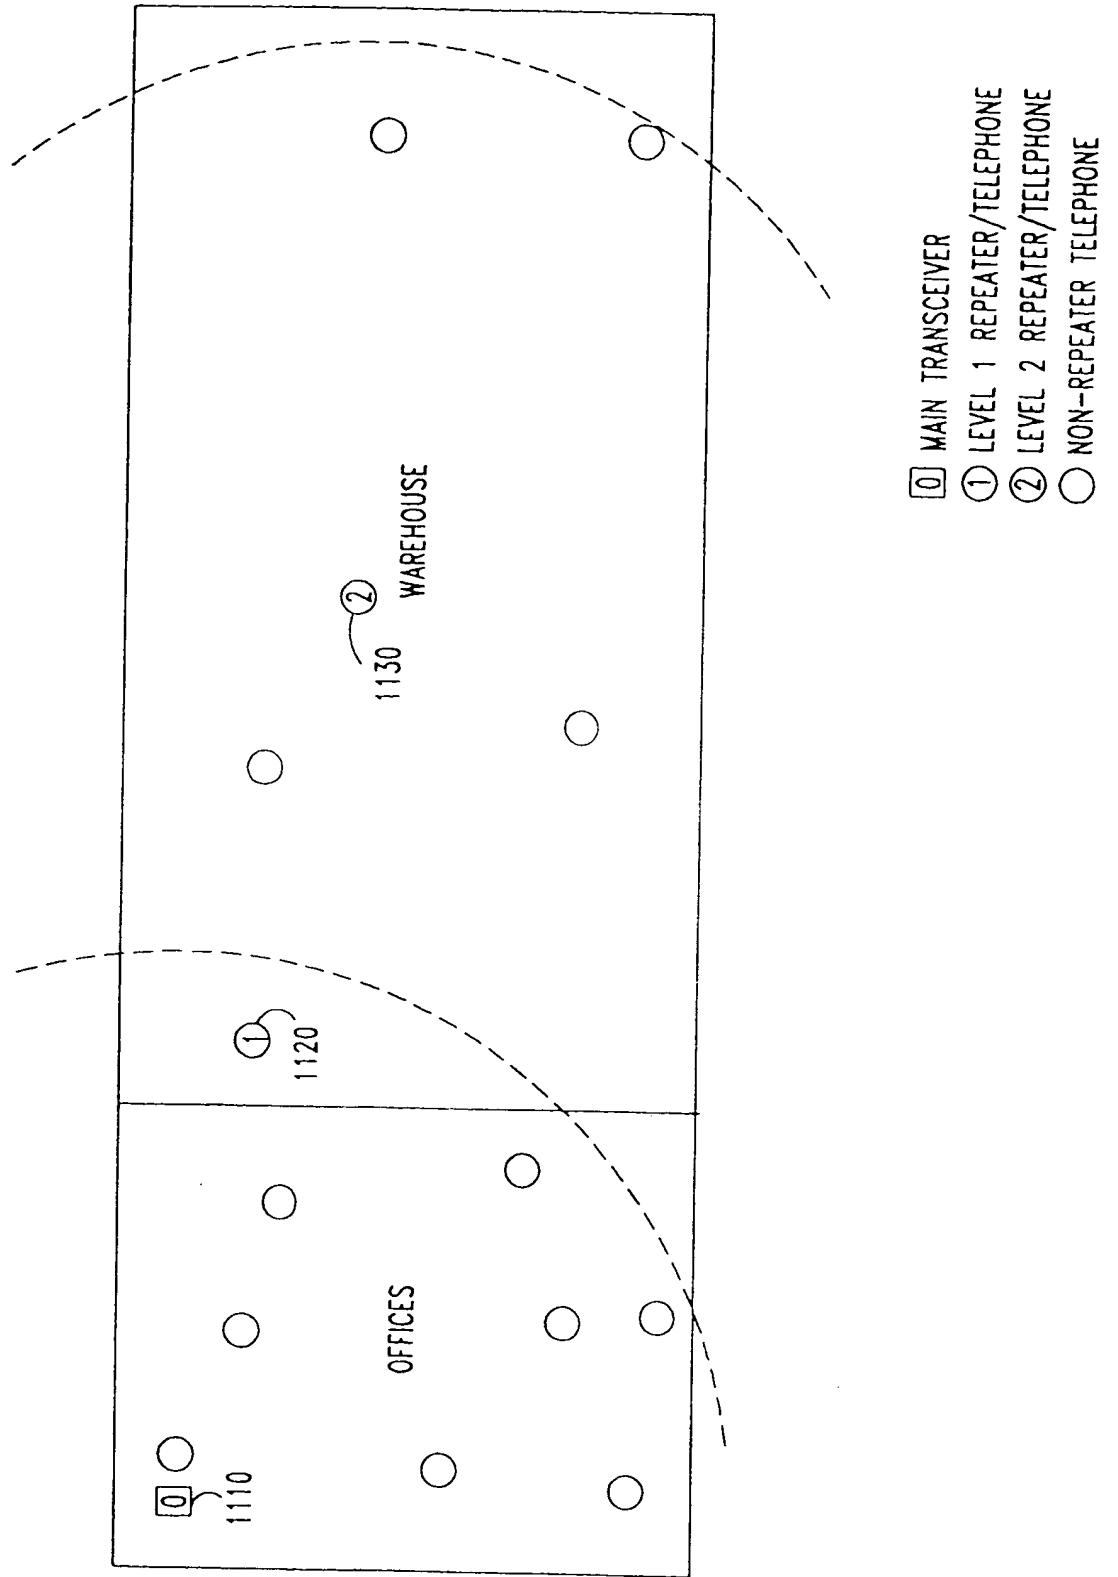 0
1110
OFFICES
1
1120
2
1130
WAREHOUSE
0 MAIN TRANSCEIVER
1 LEVEL 1 REPEATER/TELEPHONE
2 LEVEL 2 REPEATER/TELEPHONE
NON-REPEATER TELEPHONE